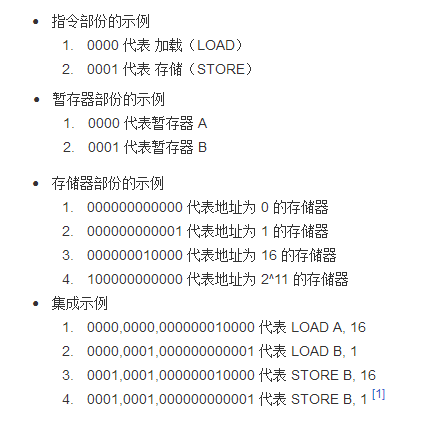 • 指令部份的示例
1. 0000 代表 加载（LOAD）
2. 0001 代表 存储（STORE）
• 暂存器部份的示例
1. 0000 代表暂存器 A
2. 0001 代表暂存器 B
• 存储器部份的示例
1. 000000000000 代表地址为 0 的存储器
2. 000000000001 代表地址为 1 的存储器
3. 000000010000 代表地址为 16 的存储器
4. 100000000000 代表地址为 2^11 的存储器
• 集成示例
1. 0000,0000,000000010000 代表 LOAD A, 16
2. 0000,0001,000000000001 代表 LOAD B, 1
3. 0001,0001,000000010000 代表 STORE B, 16
4. 0001,0001,000000000001 代表 STORE B, 1 [1]